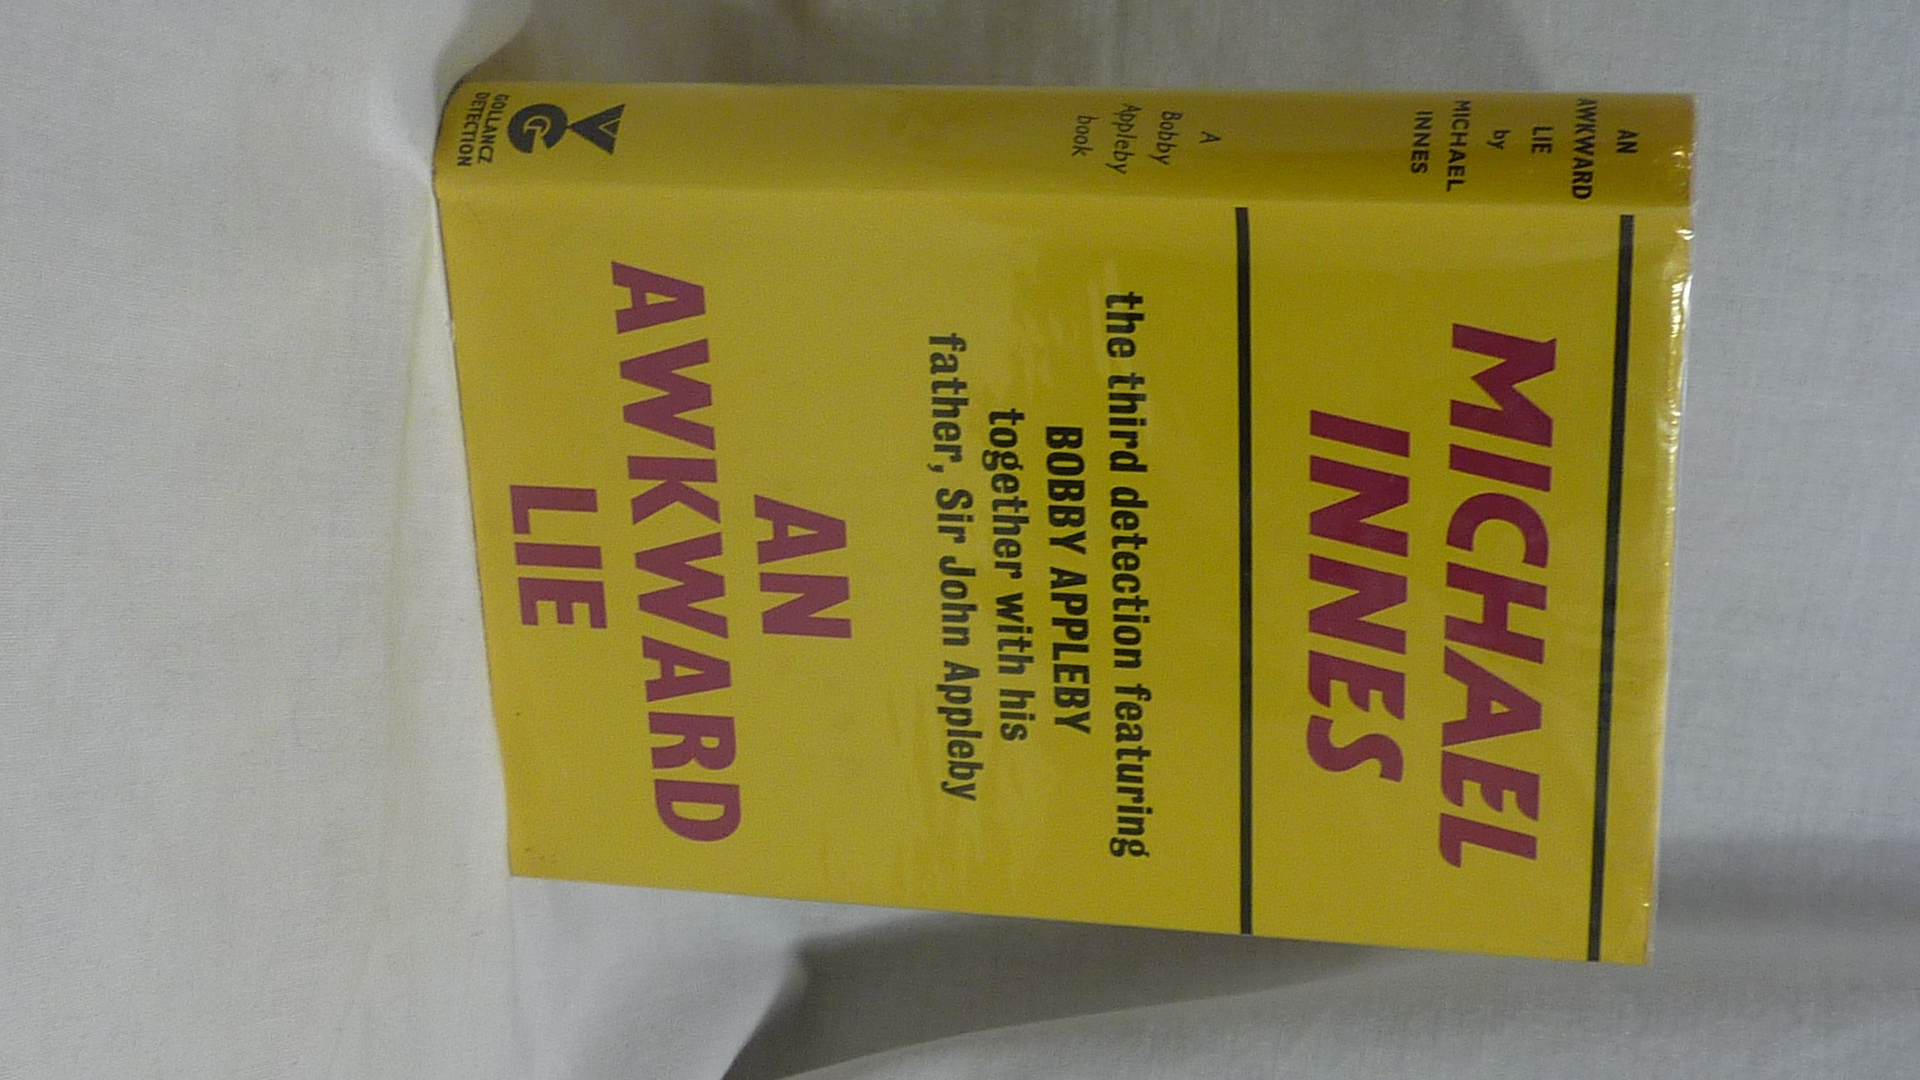 MICHAEL
INNES
the third detection featuring
BOBBY APPLEBY
together with his
father, Sir John Appleby
AN
AWKWARD
LIE
AN
AWKWARD
LIE
by
MICHAEL
INNES
A
Bobby
Appleby
book
VG
GOLLANCZ
DETECTION